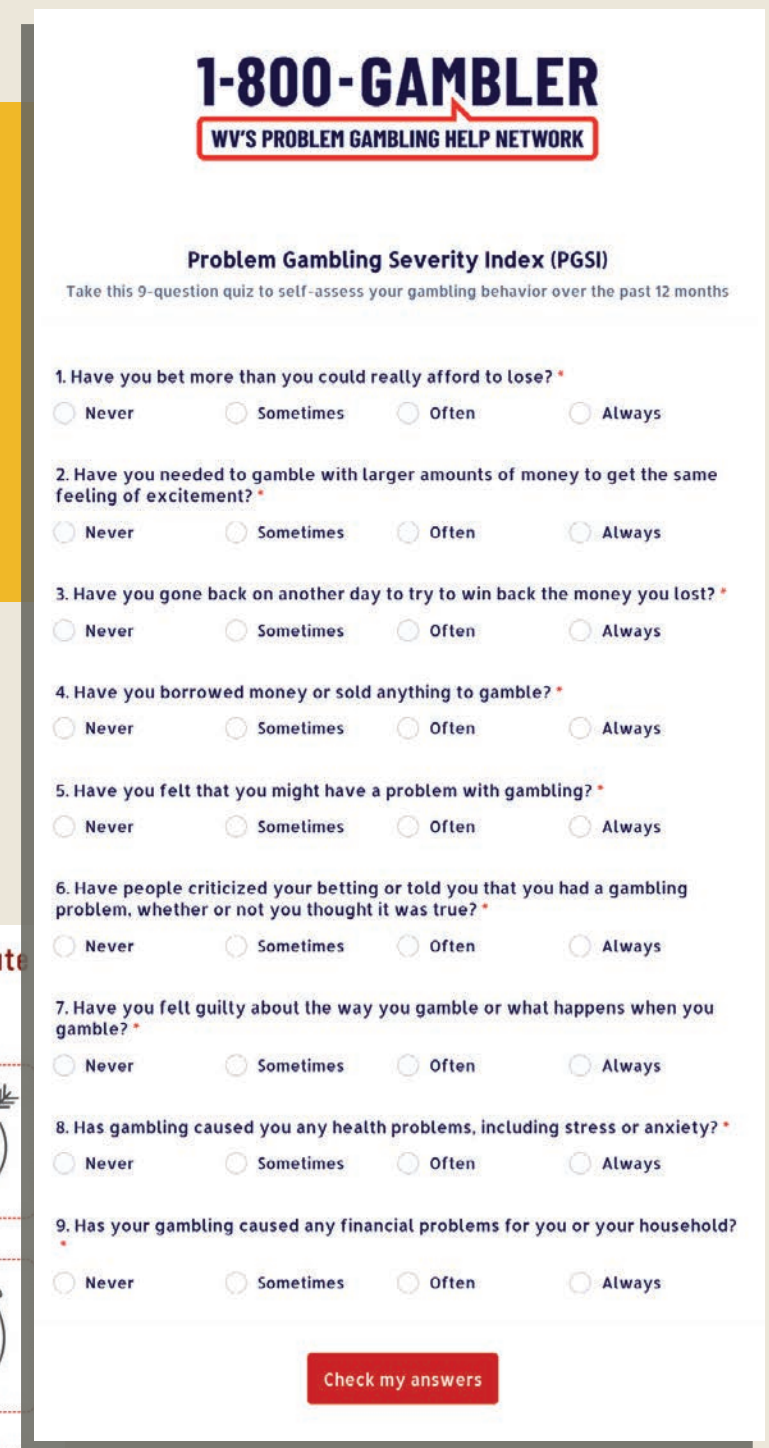 1-800-GAMBLER
WV'S PROBLEM GAMBLING HELP NETWORK
Problem Gambling Severity Index (PGSI)
Take this 9-question quiz to self-assess your gambling behavior over the past 12 months
1. Have you bet more than you could really afford to lose? *
Never Sometimes Often Always
2. Have you needed to gamble with larger amounts of money to get the same
feeling of excitement? *
Never Sometimes Often Always
3. Have you gone back on another day to try to win back the money you lost? *
Never Sometimes Often Always
4. Have you borrowed money or sold anything to gamble? *
Never Sometimes Often Always
5. Have you felt that you might have a problem with gambling? *
Never Sometimes Often Always
6. Have people criticized your betting or told you that you had a gambling
problem, whether or not you thought it was true? *
Never Sometimes Often Always
7. Have you felt guilty about the way you gamble or what happens when you
gamble? *
Never Sometimes Often Always
8. Has gambling caused you any health problems, including stress or anxiety? *
Never Sometimes Often Always
9. Has your gambling caused any financial problems for you or your household?
*
Never Sometimes Often Always
Check my answers